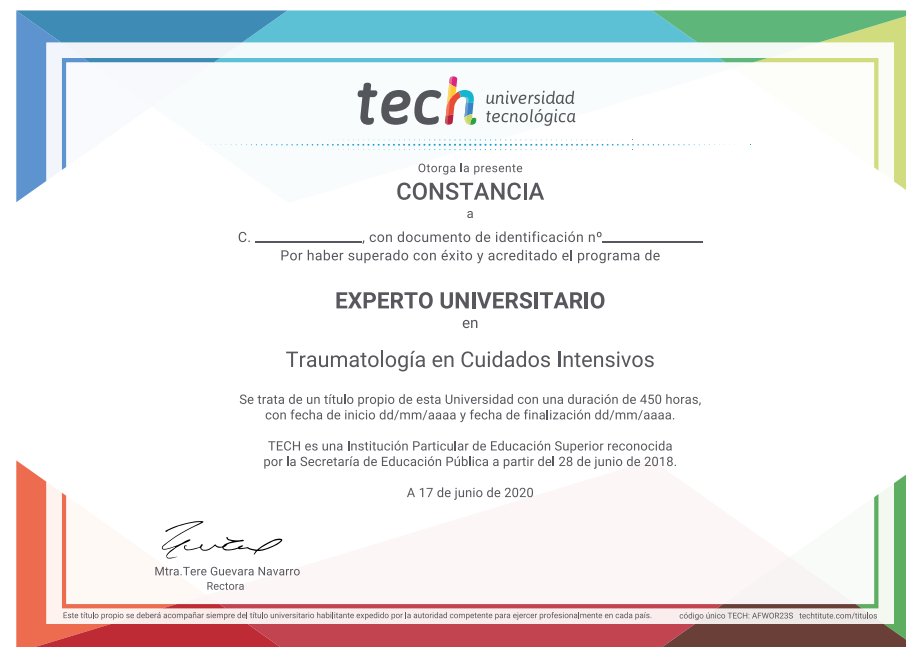 tech universidad
tecnológica
Otorga la presente
CONSTANCIA
a
C. ____________, con documento de identificación nº____________
Por haber superado con éxito y acreditado el programa de
EXPERTO UNIVERSITARIO
en
Traumatología en Cuidados Intensivos
Se trata de un título propio de esta Universidad con una duración de 450 horas,
con fecha de inicio dd/mm/aaaa y fecha de finalización dd/mm/aaaa.
TECH es una Institución Particular de Educación Superior reconocida
por la Secretaría de Educación Pública a partir del 28 de junio de 2018.
A 17 de junio de 2020
Mtra.Tere Guevara Navarro
Rectora
Este título propio se deberá acompañar siempre del título universitario habilitante expedido por la autoridad competente para ejercer profesionalmente en cada país. código único TECH: AFWOR23S techtitute.com/títulos